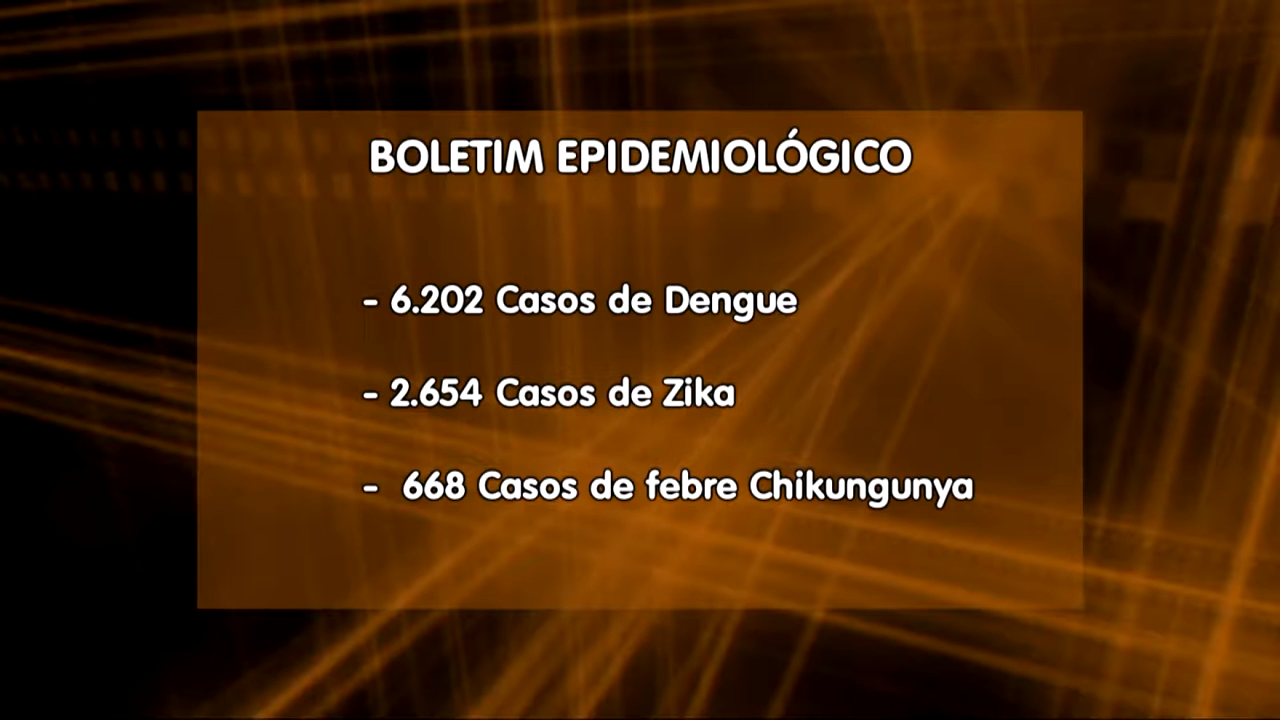 BOLETIM EPIDEMIOLÓGICO
- 6.202 Casos de Dengue
- 2.654 Casos de Zika
- 668 Casos de febre Chikungunya